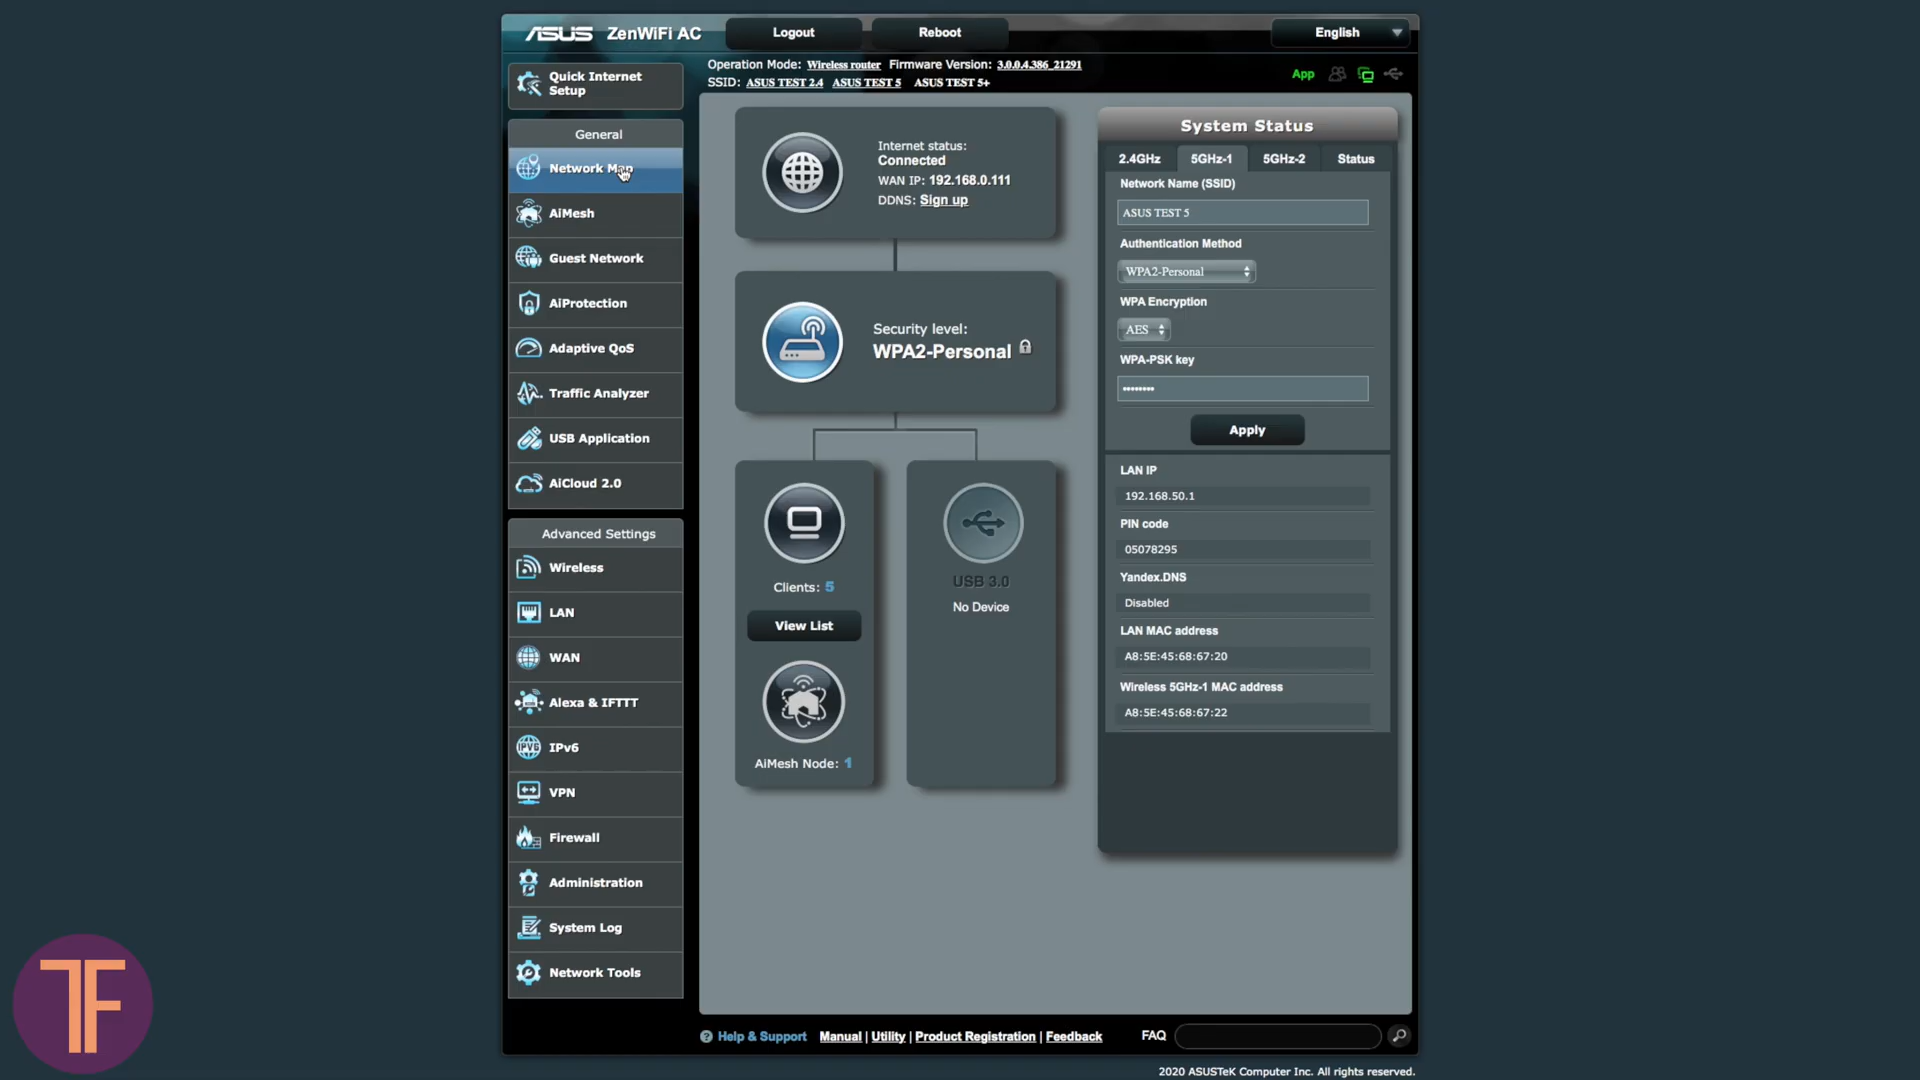 ASUS ZenWiFi AC
Logout
Reboot
English
Operation Mode: Wireless router Firmware Version: 3.0.0.4.386_21291
SSID: ASUS TEST 2.4 ASUS TEST 5 ASUS TEST 5+
App
Quick Internet
Setup
General
Network Map
AiMesh
Guest Network
AiProtection
Adaptive QoS
Traffic Analyzer
USB Application
AiCloud 2.0
Advanced Settings
Wireless
LAN
WAN
Alexa & IFTTT
IPv6
VPN
Firewall
Administration
System Log
Network Tools
Internet status:
Connected
WAN IP: 192.168.0.111
DDNS: Sign up
Security level:
WPA2-Personal
Clients: 5
View List
AiMesh Node: 1
USB 3.0
No Device
System Status
2.4GHz 5GHz-1 5GHz-2 Status
Network Name (SSID)
ASUS TEST 5
Authentication Method
WPA2-Personal
WPA Encryption
AES
WPA-PSK key
••••••••
Apply
LAN IP
192.168.50.1
PIN code
05078295
Yandex.DNS
Disabled
LAN MAC address
A8:5E:45:68:67:20
Wireless 5GHz-1 MAC address
A8:5E:45:68:67:22
Help & Support Manual | Utility | Product Registration | Feedback FAQ
2020 ASUSTeK Computer Inc. All rights reserved.
TF